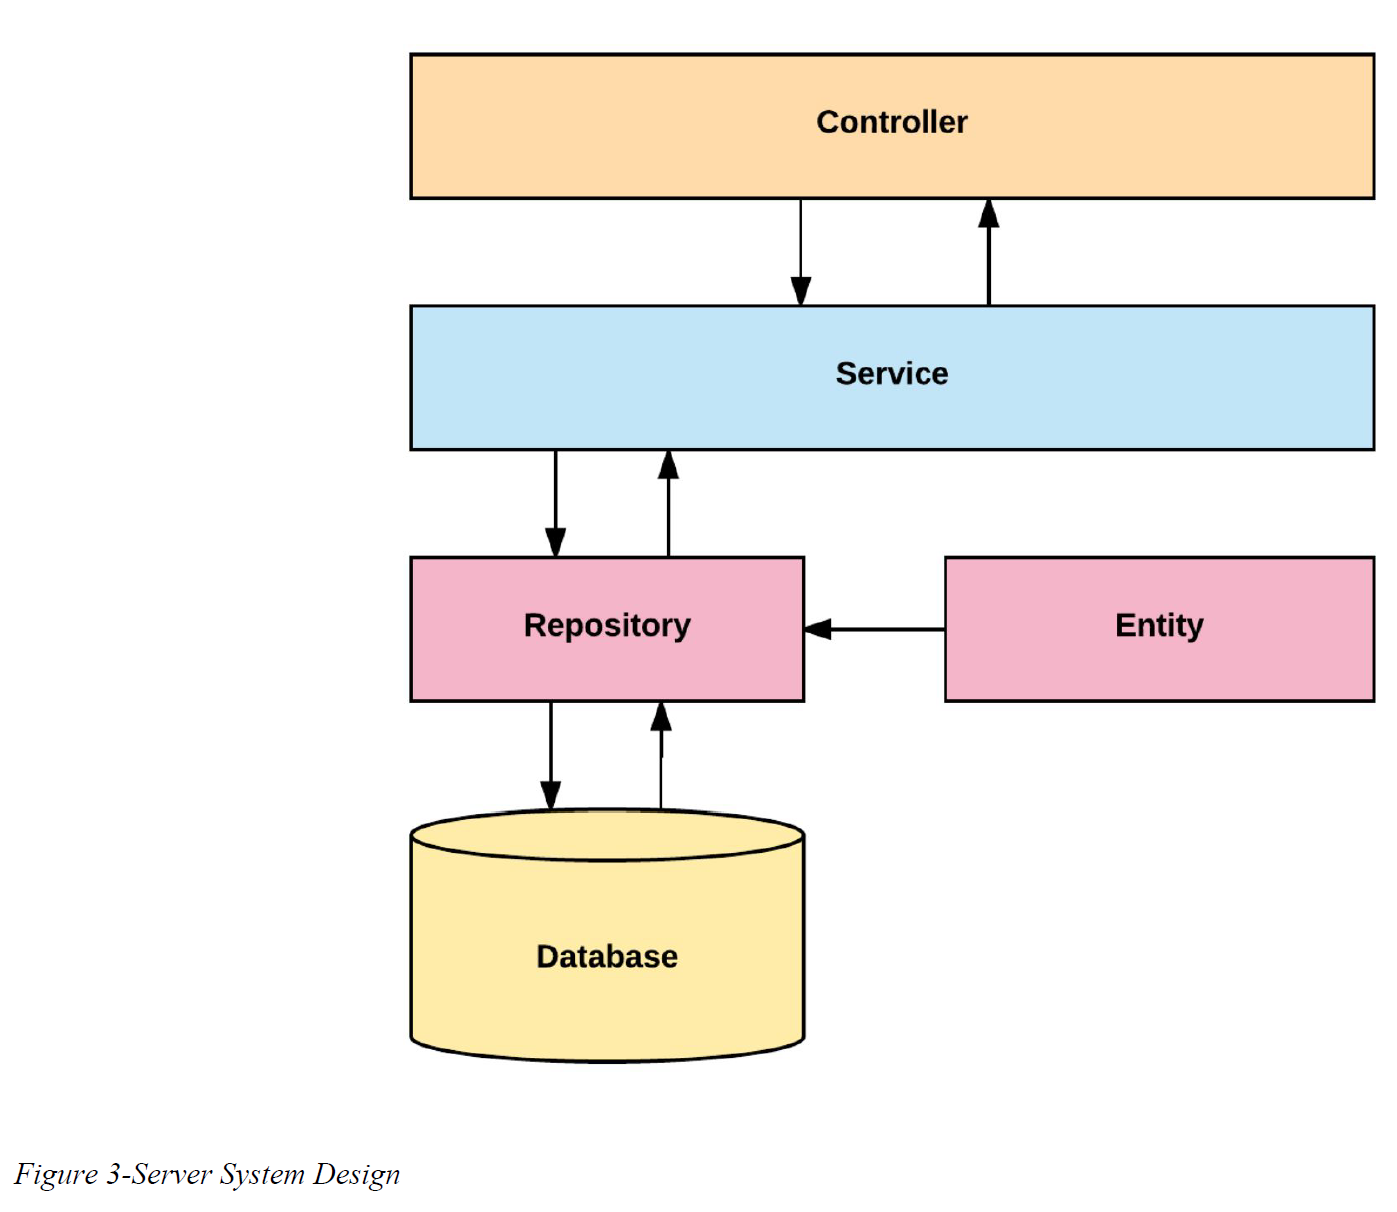 Controller
Service
Repository
Entity
Database
Figure 3-Server System Design